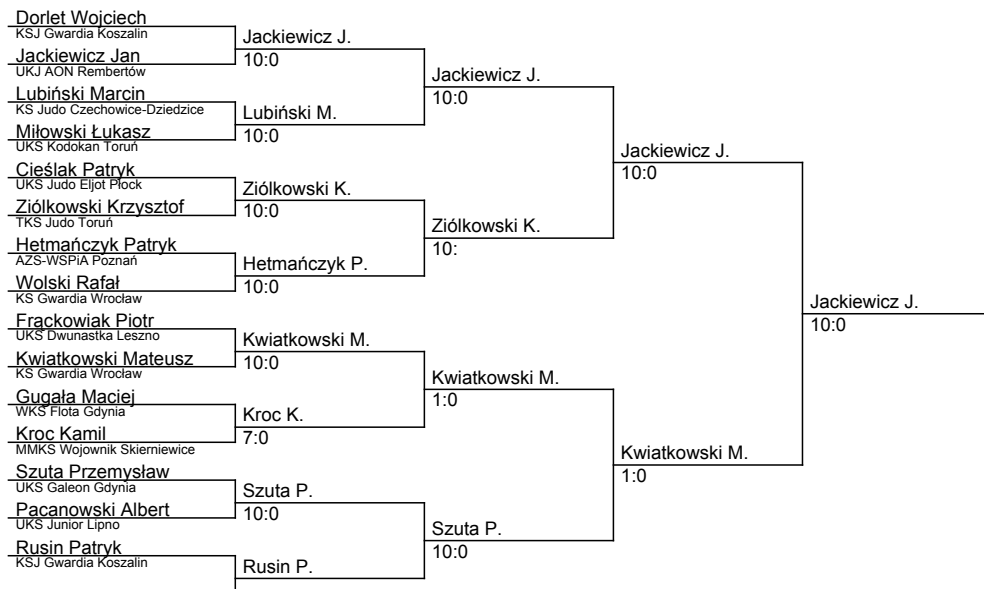 Dorlet Wojciech
KSJ Gwardia Koszalin
Jackiewicz Jan
UKJ AON Rembertów
Lubiński Marcin
KS Judo Czechowice-Dziedzice
Miłowski Łukasz
UKS Kodokan Toruń
Cieślak Patryk
UKS Judo Eljot Płock
Ziólkowski Krzysztof
TKS Judo Toruń
Hetmańczyk Patryk
AZS-WSPiA Poznań
Wolski Rafał
KS Gwardia Wrocław
Frąckowiak Piotr
UKS Dwunastka Leszno
Kwiatkowski Mateusz
KS Gwardia Wrocław
Gugała Maciej
WKS Flota Gdynia
Kroc Kamil
MMKS Wojownik Skierniewice
Szuta Przemysław
UKS Galeon Gdynia
Pacanowski Albert
UKS Junior Lipno
Rusin Patryk
KSJ Gwardia Koszalin
Jackiewicz J.
10:0
Lubiński M.
10:0
Ziólkowski K.
10:0
Hetmańczyk P.
10:0
Kwiatkowski M.
10:0
Kroc K.
7:0
Szuta P.
10:0
Rusin P.
Jackiewicz J.
10:0
Ziólkowski K.
10:
Kwiatkowski M.
1:0
Szuta P.
10:0
Jackiewicz J.
10:0
Kwiatkowski M.
1:0
Jackiewicz J.
10:0